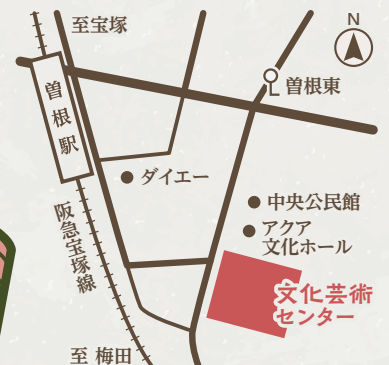 至宝塚
N
曽根東
曽根駅
ダイエー
中央公民館
アクア
文化ホール
阪急宝塚線
文化芸術
センター
至 梅田